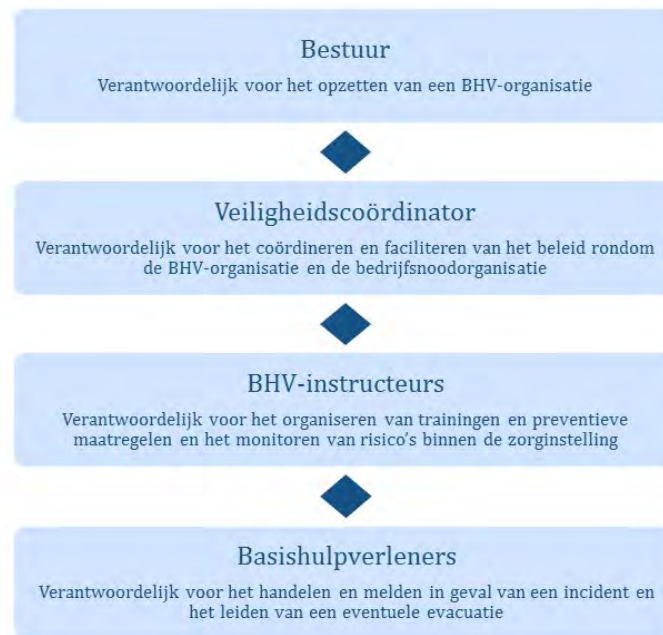 Bestuur
Verantwoordelijk voor het opzetten van een BHV-organisatie
Veiligheidscoördinator
Verantwoordelijk voor het coördineren en faciliteren van het beleid rondom
de BHV-organisatie en de bedrijfsnoodorganisatie
BHV-instructeurs
Verantwoordelijk voor het organiseren van trainingen en preventieve
maatregelen en het monitoren van risico's binnen de zorginstelling
Basishulpverleners
Verantwoordelijk voor het handelen en melden in geval van een incident en
het leiden van een eventuele evacuatie